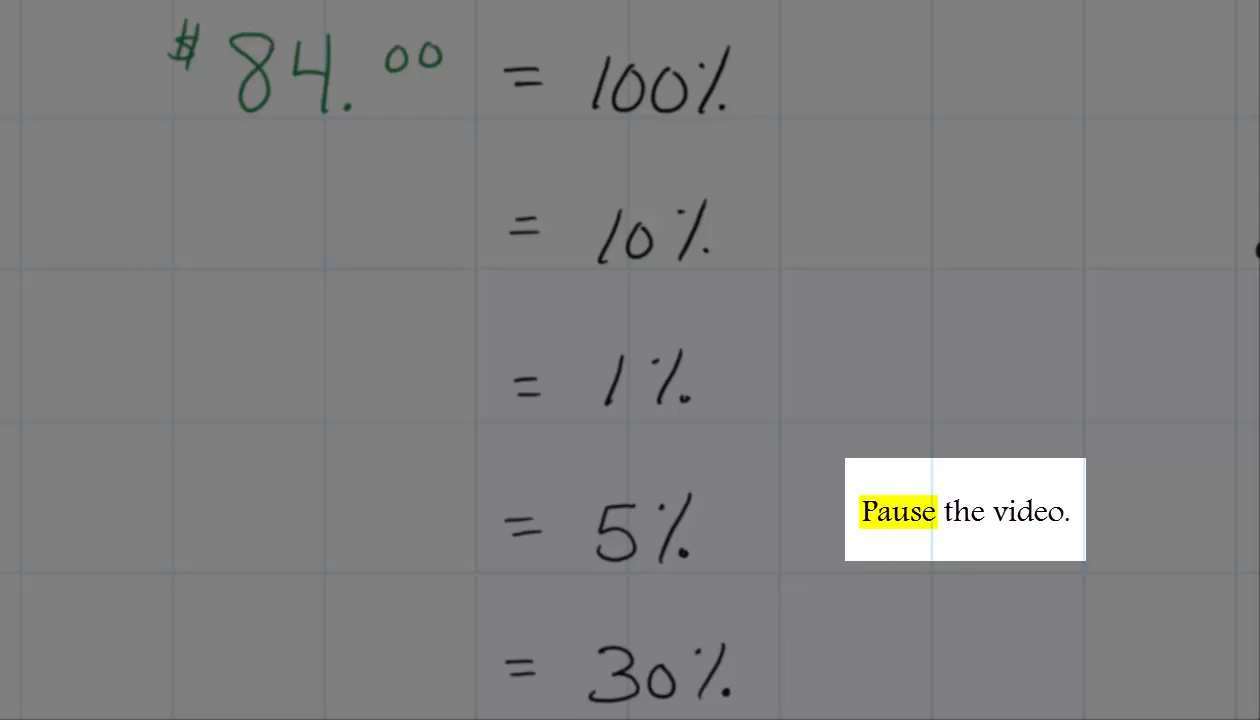 $84.00 = 100%
= 10%
= 1%
= 5%
Pause the video.
= 30%